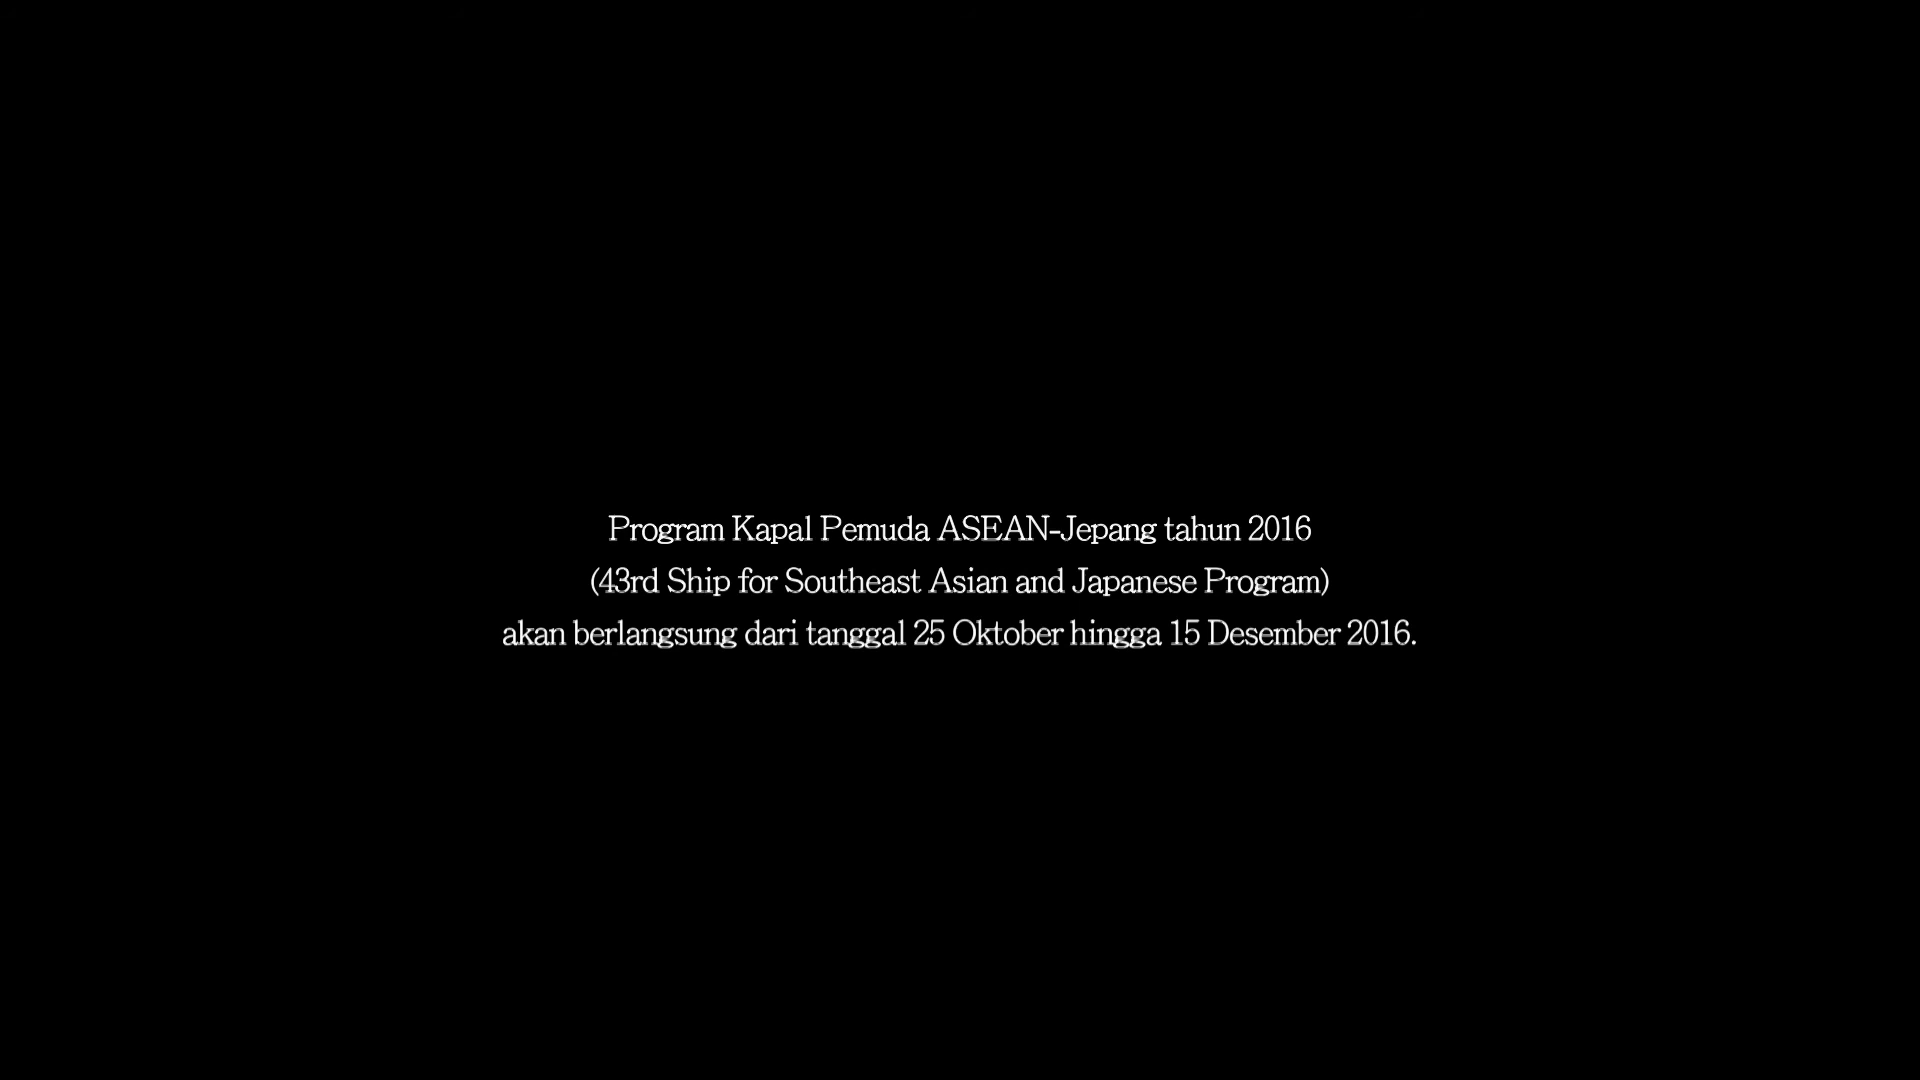 Program Kapal Pemuda ASEAN-Jepang tahun 2016
(43rd Ship for Southeast Asian and Japanese Program)
akan berlangsung dari tanggal 25 Oktober hingga 15 Desember 2016.